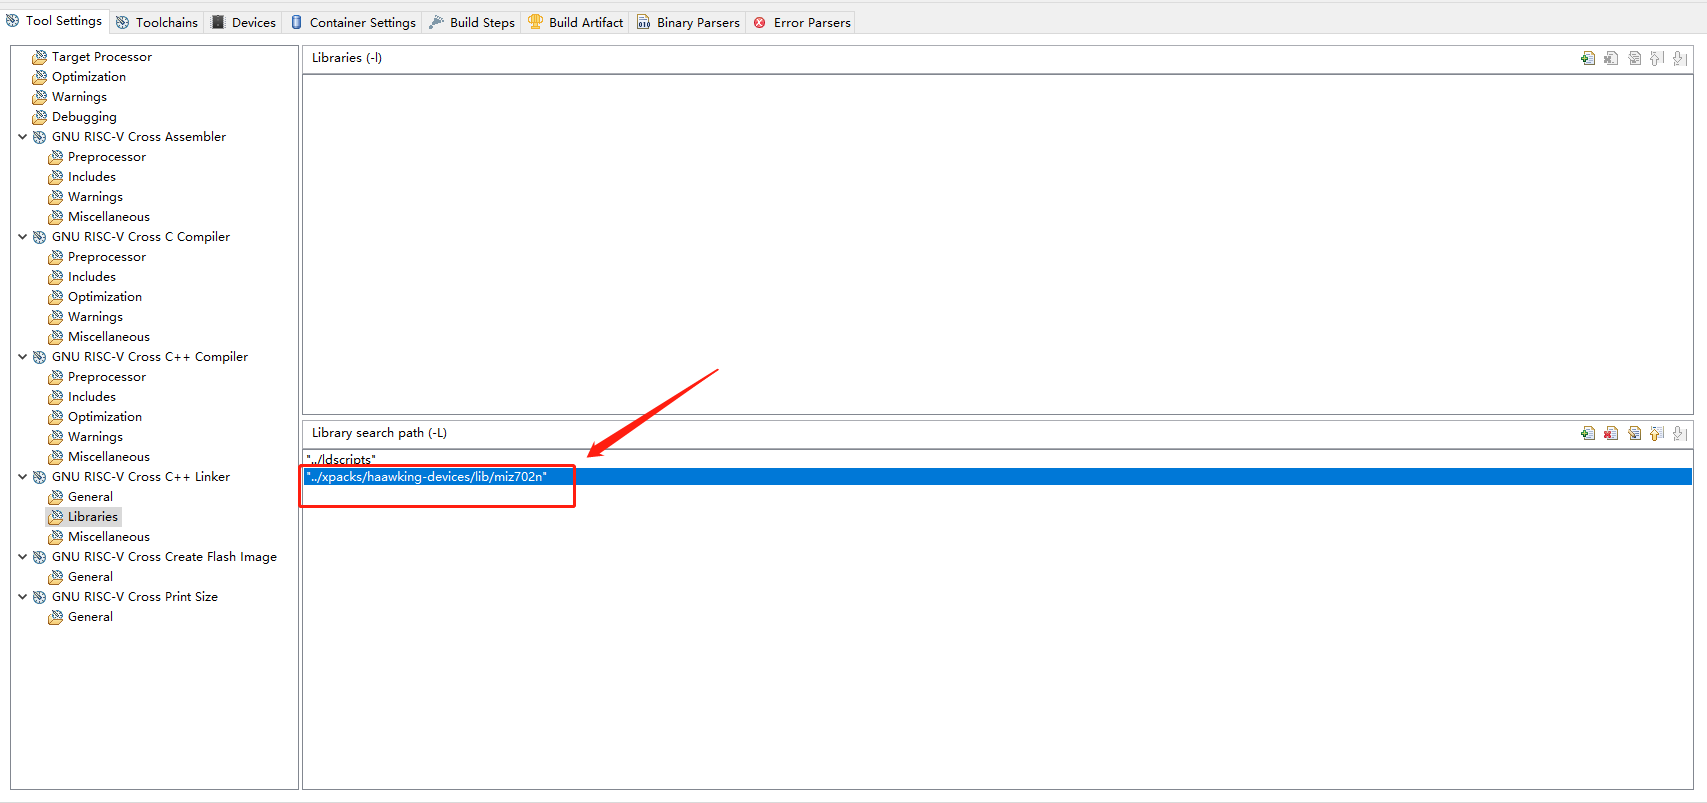 Tool Settings Toolchains Devices Container Settings Build Steps Build Artifact Binary Parsers Error Parsers
Target Processor
Optimization
Warnings
Debugging
GNU RISC-V Cross Assembler
Preprocessor
Includes
Warnings
Miscellaneous
GNU RISC-V Cross C Compiler
Preprocessor
Includes
Optimization
Warnings
Miscellaneous
GNU RISC-V Cross C++ Compiler
Preprocessor
Includes
Optimization
Warnings
Miscellaneous
GNU RISC-V Cross C++ Linker
General
Libraries
Miscellaneous
GNU RISC-V Cross Create Flash Image
General
GNU RISC-V Cross Print Size
General
Libraries (-l)
Library search path (-L)
"../ldscripts"
"../xpacks/haawking-devices/lib/miz702n"